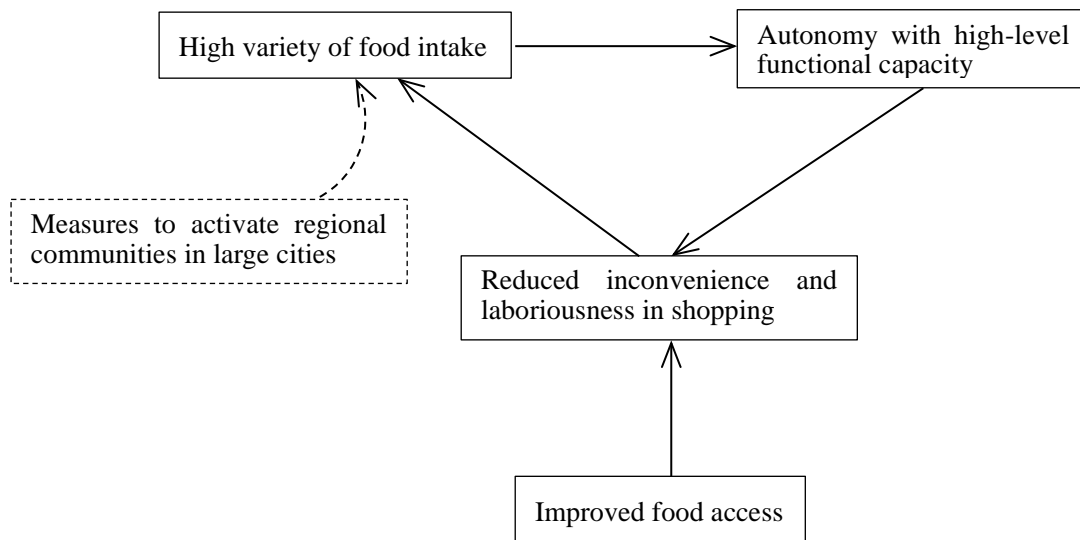 High variety of food intake
Autonomy with high-level
functional capacity
Measures to activate regional
communities in large cities
Reduced inconvenience and
laboriousness in shopping
Improved food access